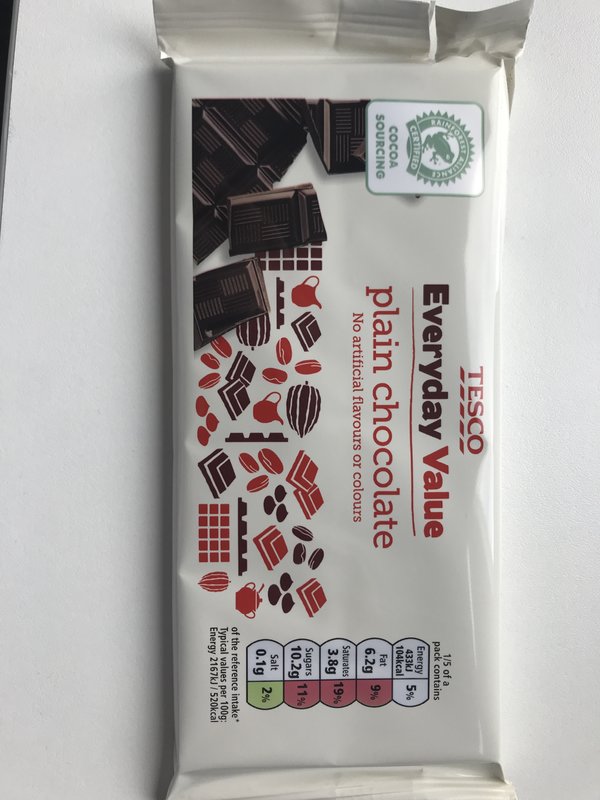 TESCO
Everyday Value
plain chocolate
No artificial flavours or colours
RAINFOREST ALLIANCE
CERTIFIED
COCOA
SOURCING
1/5 of a
pack contains
Energy
433kJ
104kcal
5%
Fat
6.2g
9%
Saturates
3.8g
19%
Sugars
10.2g
11%
Salt
0.1g
2%
of the reference intake*
Typical values per 100g:
Energy 2167kJ / 520kcal